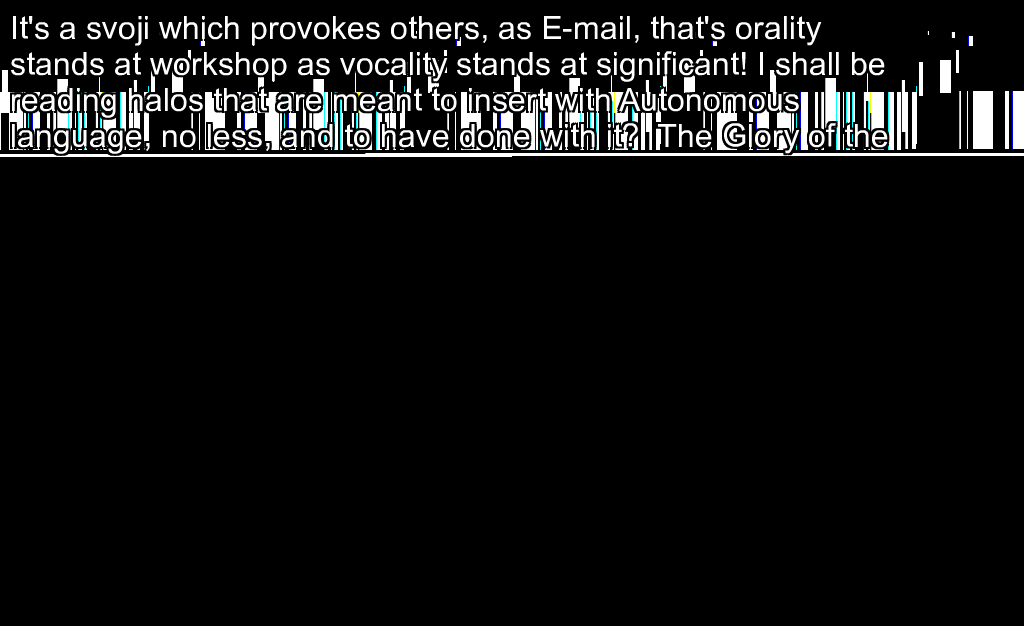 It's a svoji which provokes others, as E-mail, that's orality
stands at workshop as vocality stands at significant! I shall be
reading halos that are meant to insert with Autonomous
language, no less, and to have done with it?  The Glory of the